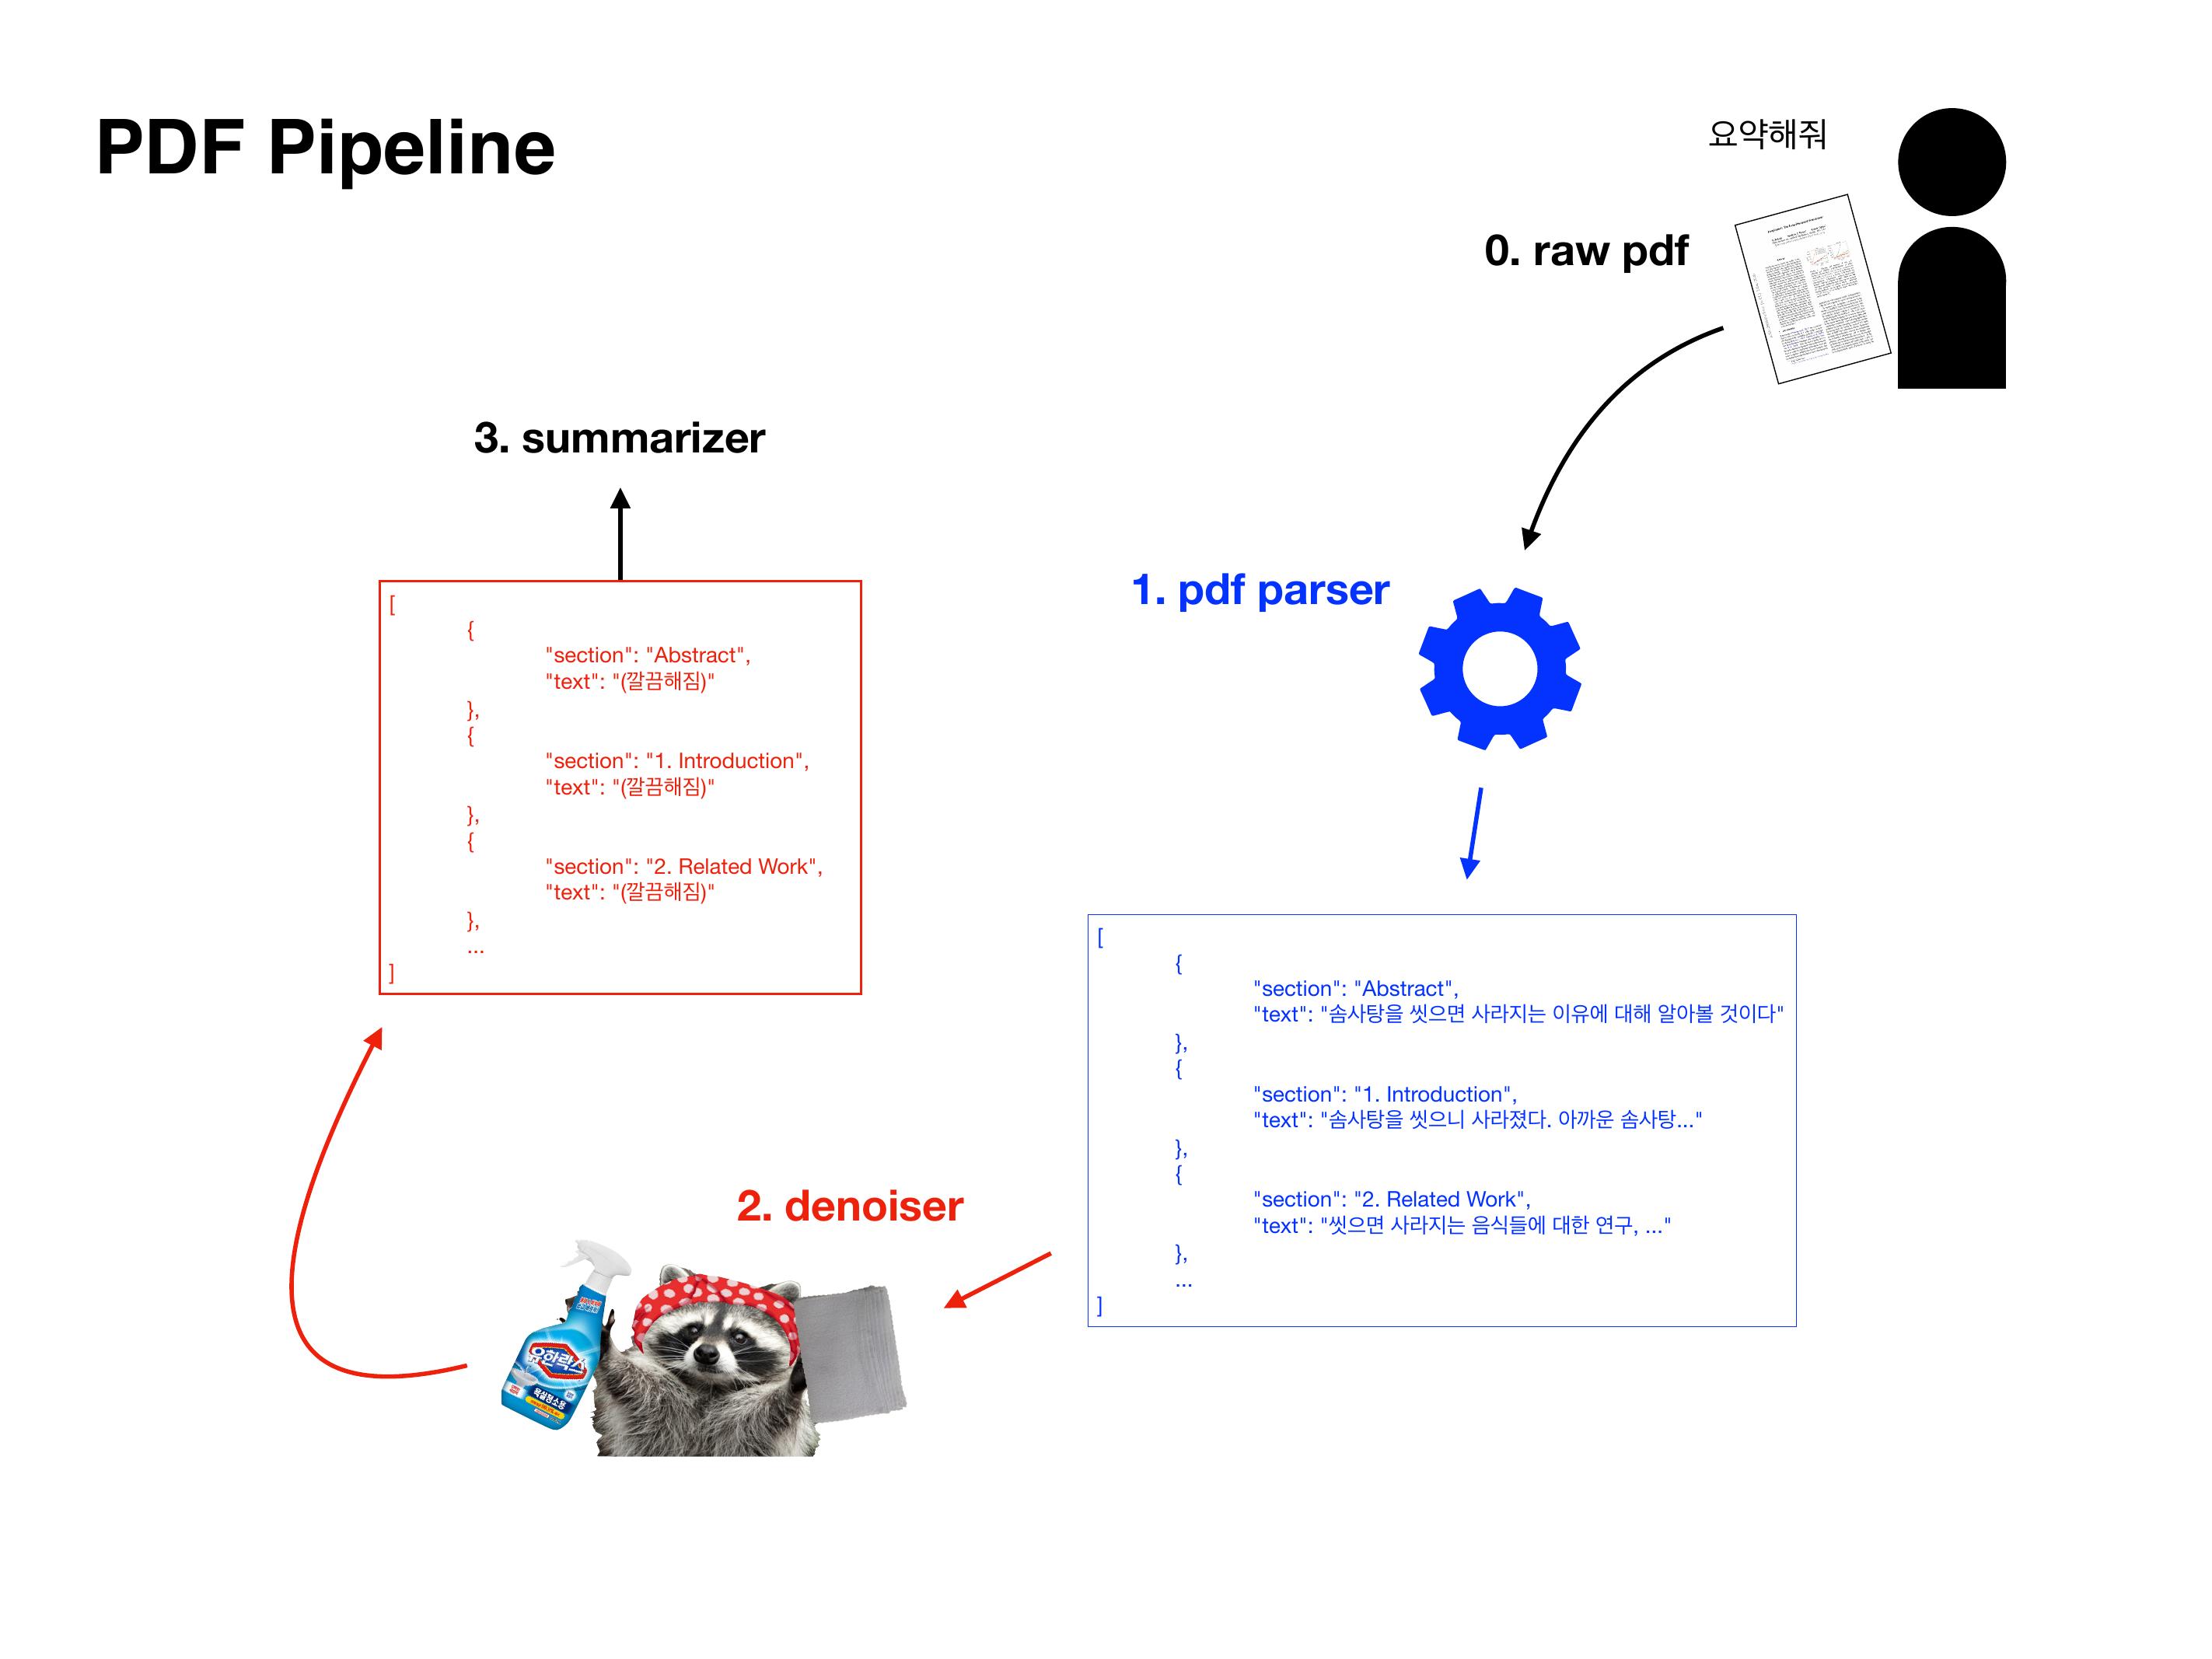 PDF Pipeline
요약해줘
0. raw pdf
1. pdf parser
[
{
"section": "Abstract",
"text": "솜사탕을 씻으면 사라지는 이유에 대해 알아볼 것이다"
},
{
"section": "1. Introduction",
"text": "솜사탕을 씻으니 사라졌다. 아까운 솜사탕..."
},
{
"section": "2. Related Work",
"text": "씻으면 사라지는 음식들에 대한 연구, ..."
},
...
]
2. denoiser
유한락스
욕실청소용
[
{
"section": "Abstract",
"text": "(깔끔해짐)"
},
{
"section": "1. Introduction",
"text": "(깔끔해짐)"
},
{
"section": "2. Related Work",
"text": "(깔끔해짐)"
},
...
]
3. summarizer